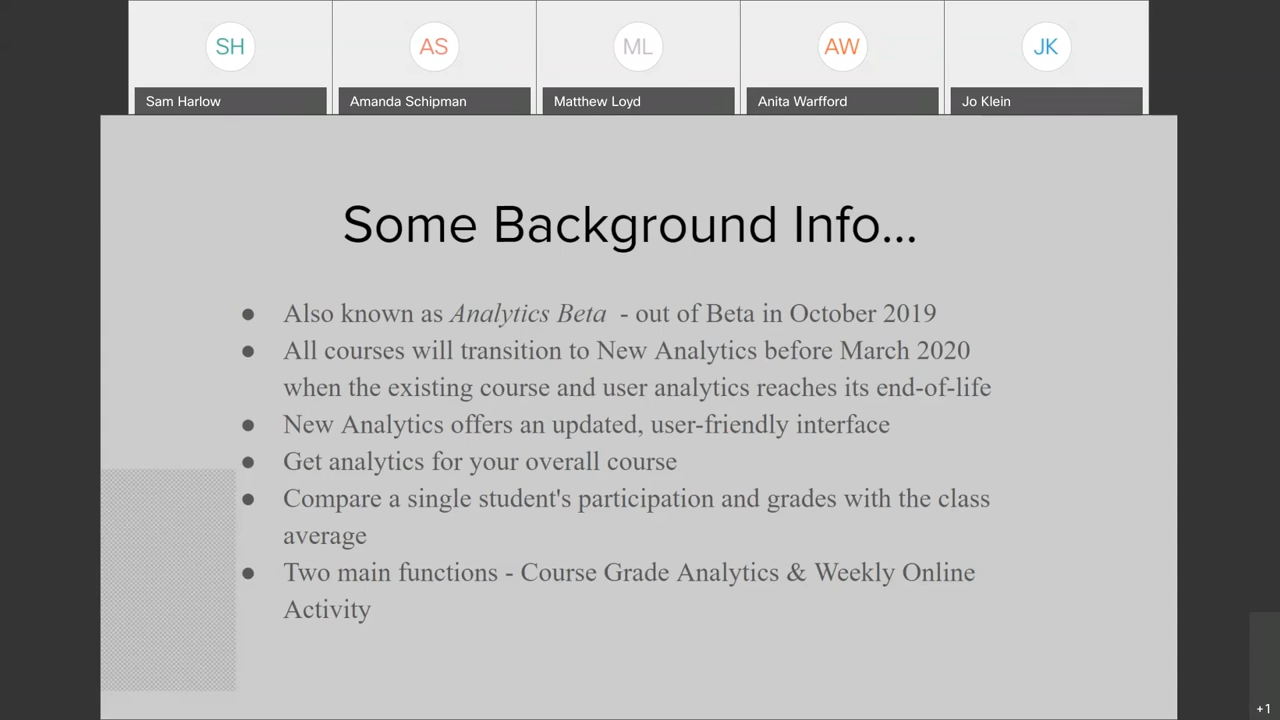 SH
AS
ML
AW
JK
Sam Harlow
Amanda Schipman
Matthew Loyd
Anita Warfford
Jo Klein
Some Background Info...
● Also known as Analytics Beta - out of Beta in October 2019
● All courses will transition to New Analytics before March 2020
when the existing course and user analytics reaches its end-of-life
● New Analytics offers an updated, user-friendly interface
● Get analytics for your overall course
● Compare a single student's participation and grades with the class
average
● Two main functions - Course Grade Analytics & Weekly Online
Activity
+1